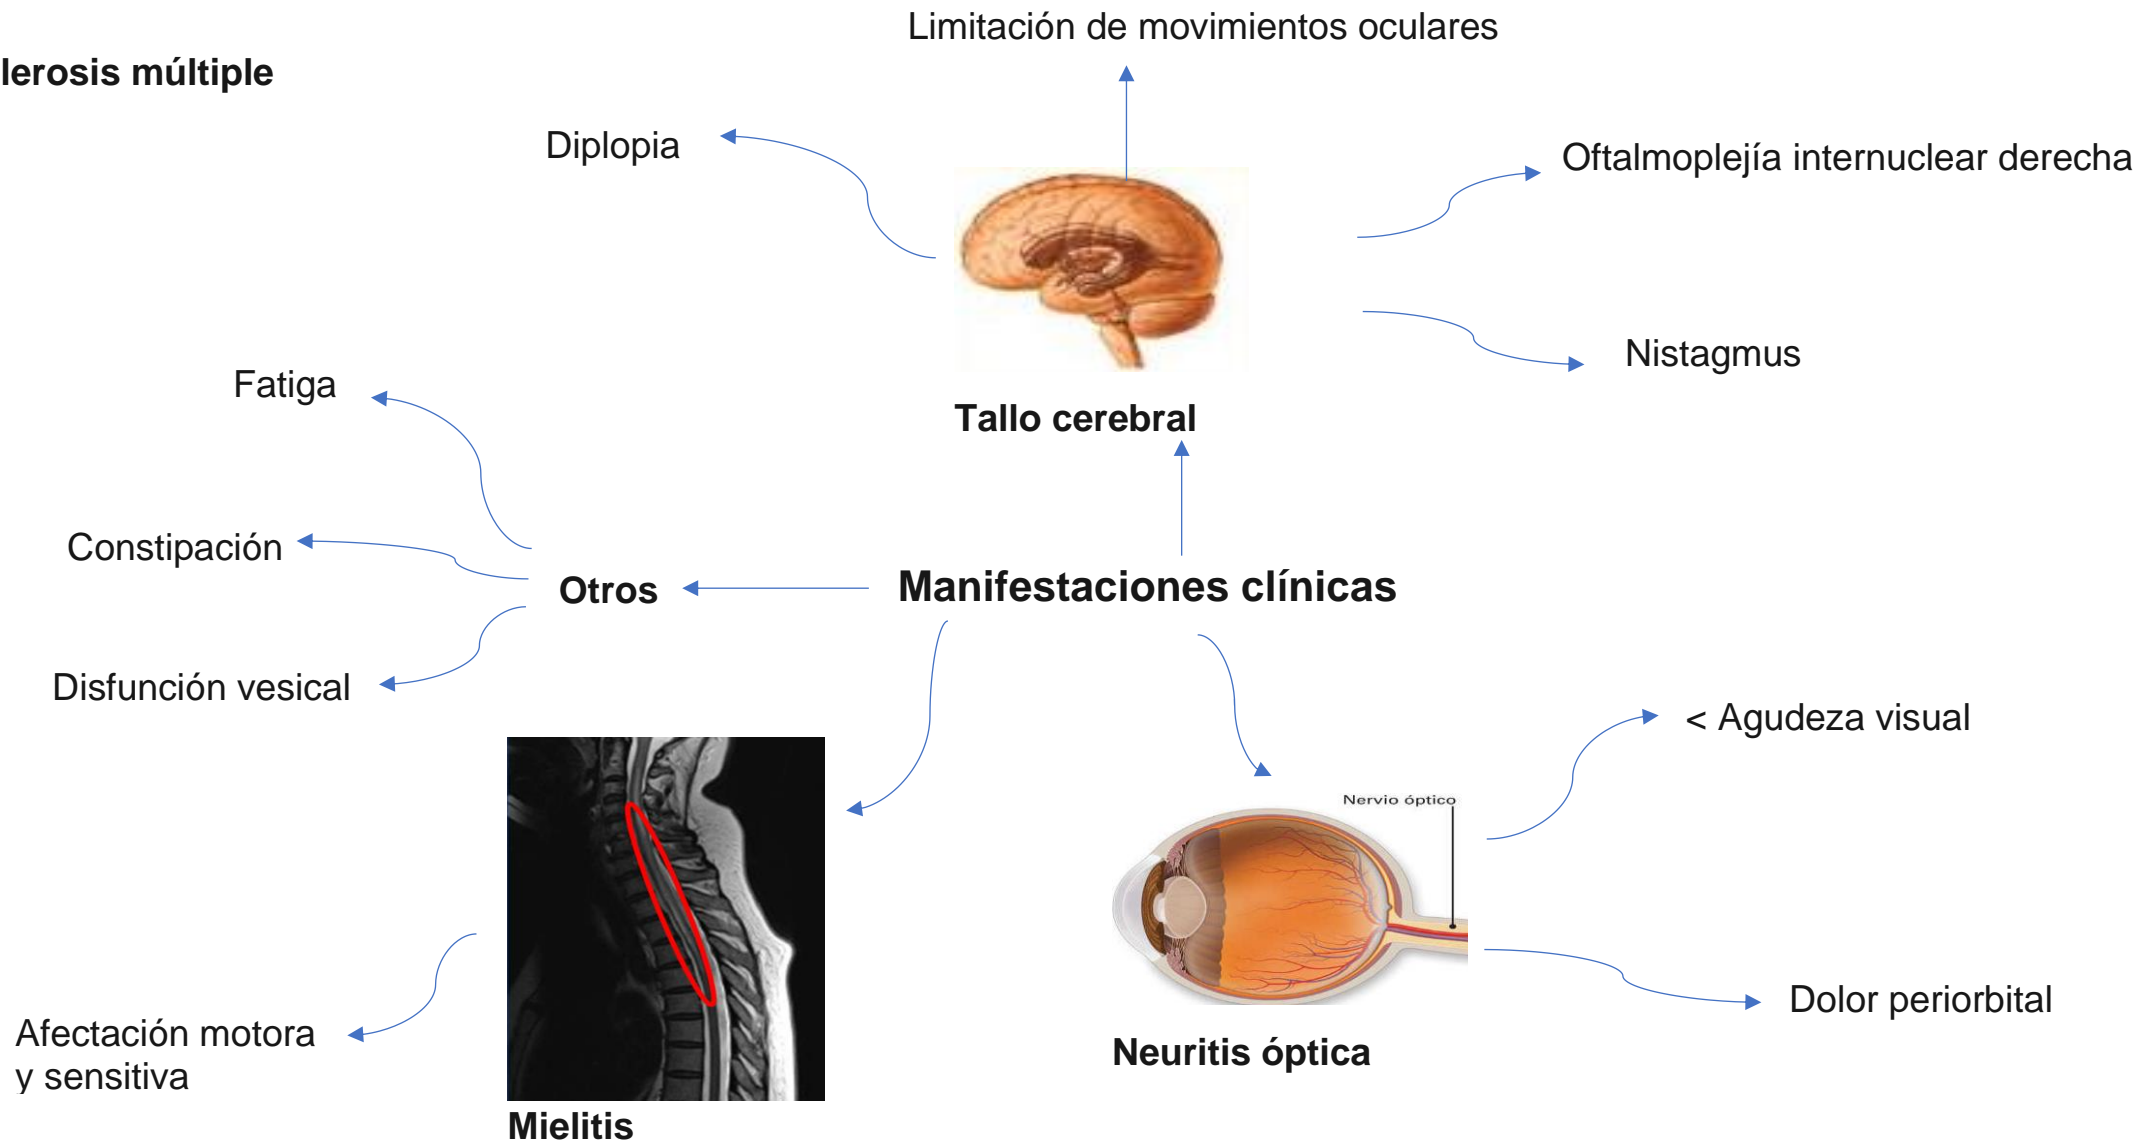 Limitación de movimientos oculares
lerosis múltiple
Diplopia
Oftalmoplejía internuclear derecha
Nistagmus
Fatiga
Tallo cerebral
Constipación
Otros
Manifestaciones clínicas
Disfunción vesical
< Agudeza visual
Nervio óptico
Dolor periorbital
Afectación motora
y sensitiva
Neuritis óptica
Mielitis